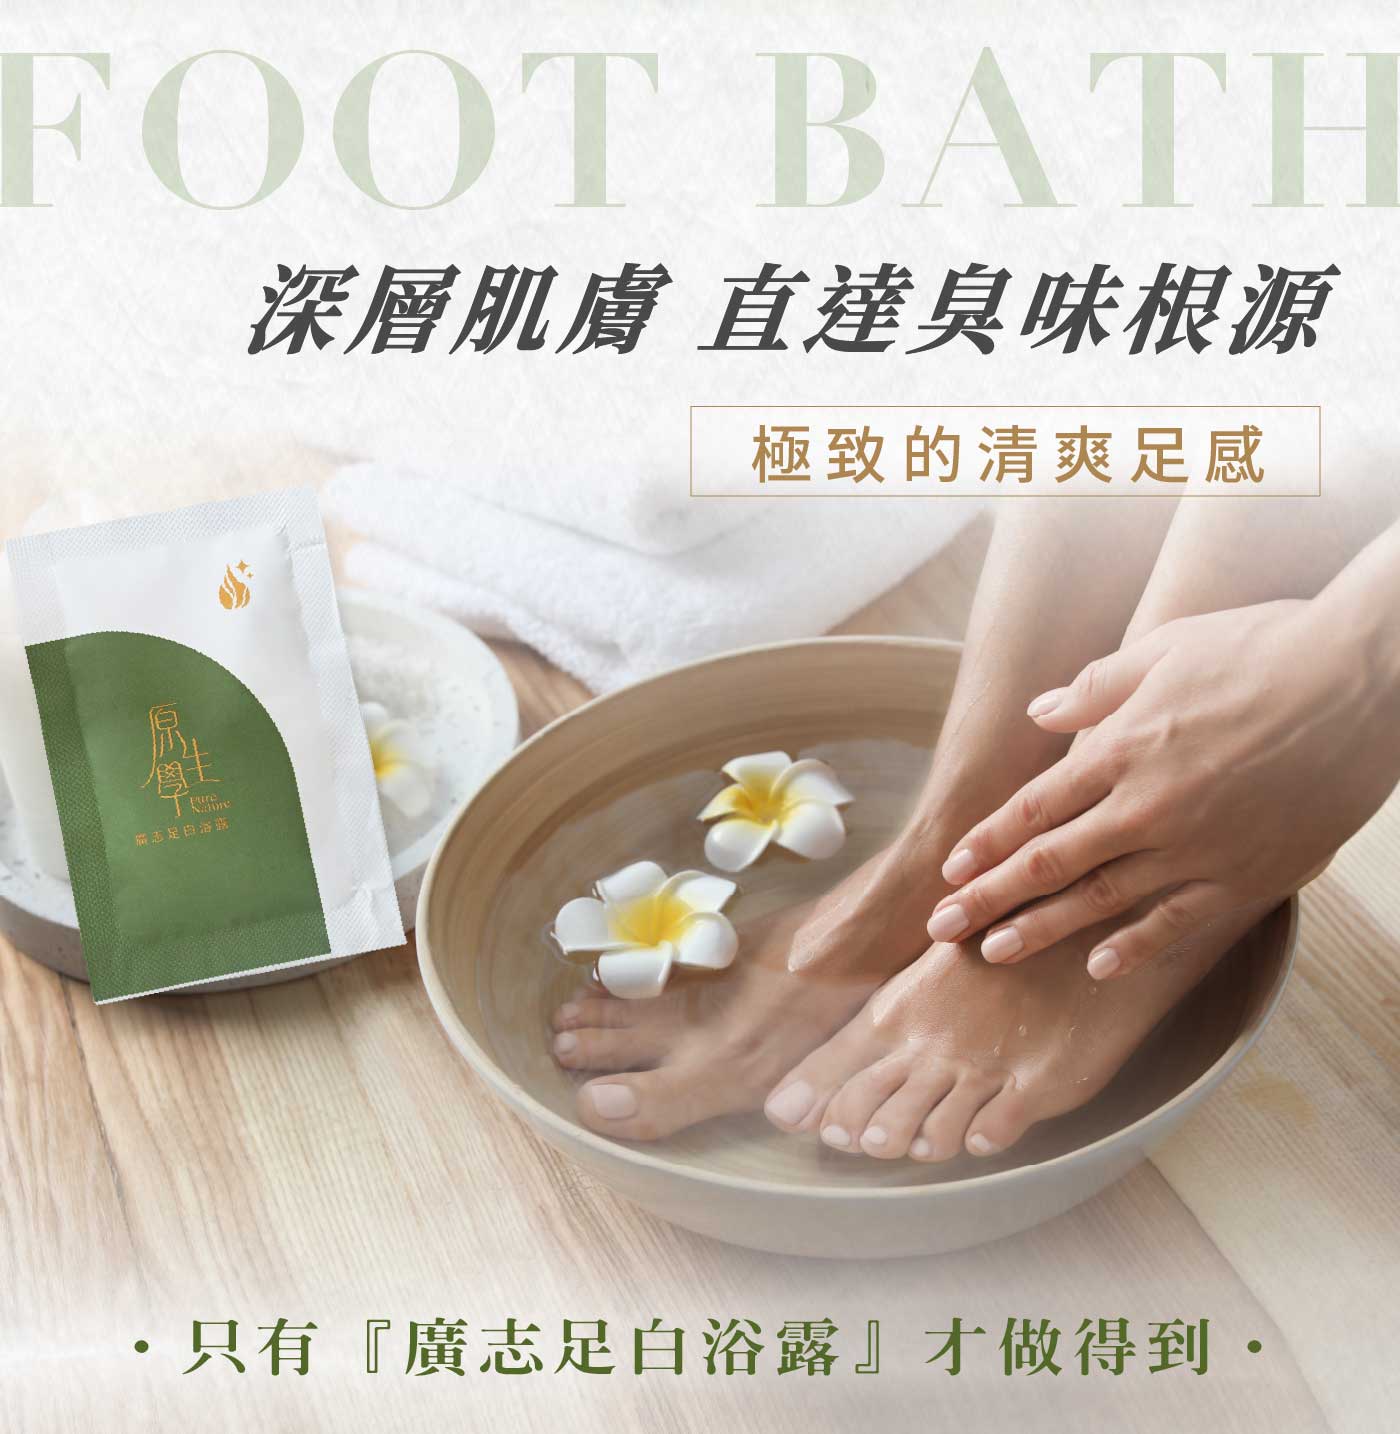 FOOT BATH
深層肌膚 直達臭味根源
極致的清爽足感
原生學
Pure
Nature
廣志足白浴露
·只有『廣志足白浴露』才做得到·